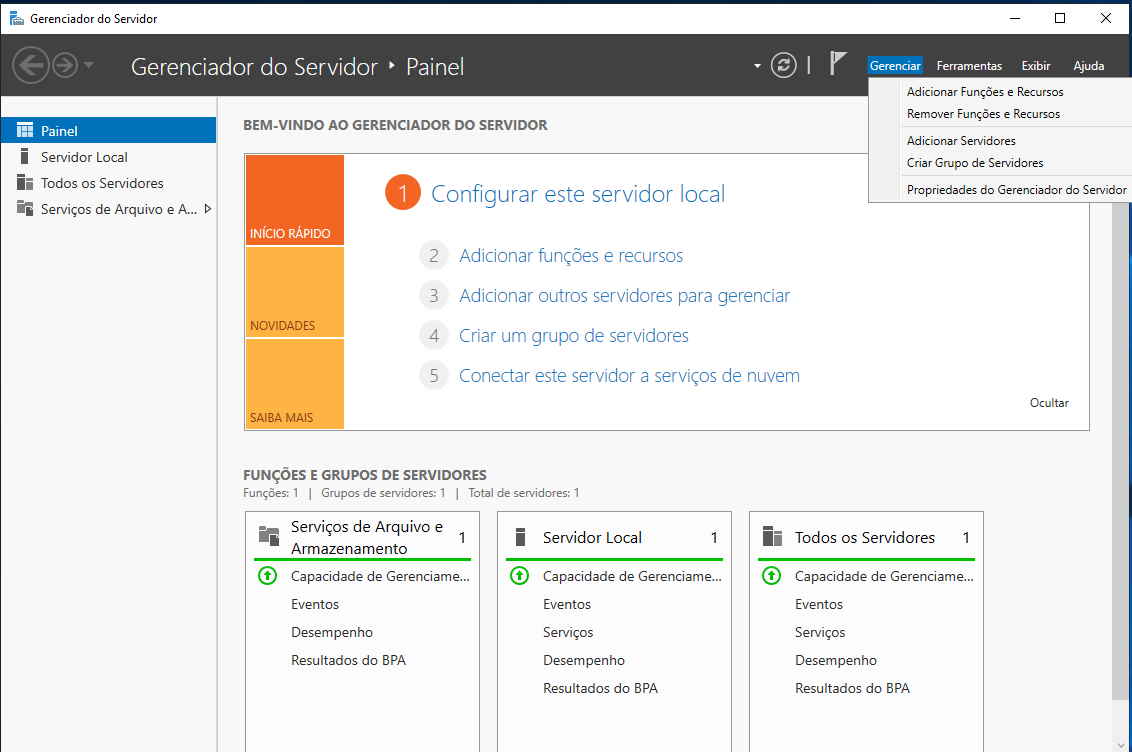 Gerenciador do Servidor
Gerenciador do Servidor ‣ Painel
Gerenciar Ferramentas Exibir Ajuda
Adicionar Funções e Recursos
Remover Funções e Recursos
Adicionar Servidores
Criar Grupo de Servidores
Propriedades do Gerenciador do Servidor
Painel
Servidor Local
Todos os Servidores
Serviços de Arquivo e A...
BEM-VINDO AO GERENCIADOR DO SERVIDOR
INÍCIO RÁPIDO
NOVIDADES
SAIBA MAIS
1 Configurar este servidor local
2 Adicionar funções e recursos
3 Adicionar outros servidores para gerenciar
4 Criar um grupo de servidores
5 Conectar este servidor a serviços de nuvem
Ocultar
FUNÇÕES E GRUPOS DE SERVIDORES
Funções: 1 | Grupos de servidores: 1 | Total de servidores: 1
Serviços de Arquivo e
Armazenamento 1
Capacidade de Gerenciame...
Eventos
Desempenho
Resultados do BPA
Servidor Local 1
Capacidade de Gerenciame...
Eventos
Serviços
Desempenho
Resultados do BPA
Todos os Servidores 1
Capacidade de Gerenciame...
Eventos
Serviços
Desempenho
Resultados do BPA